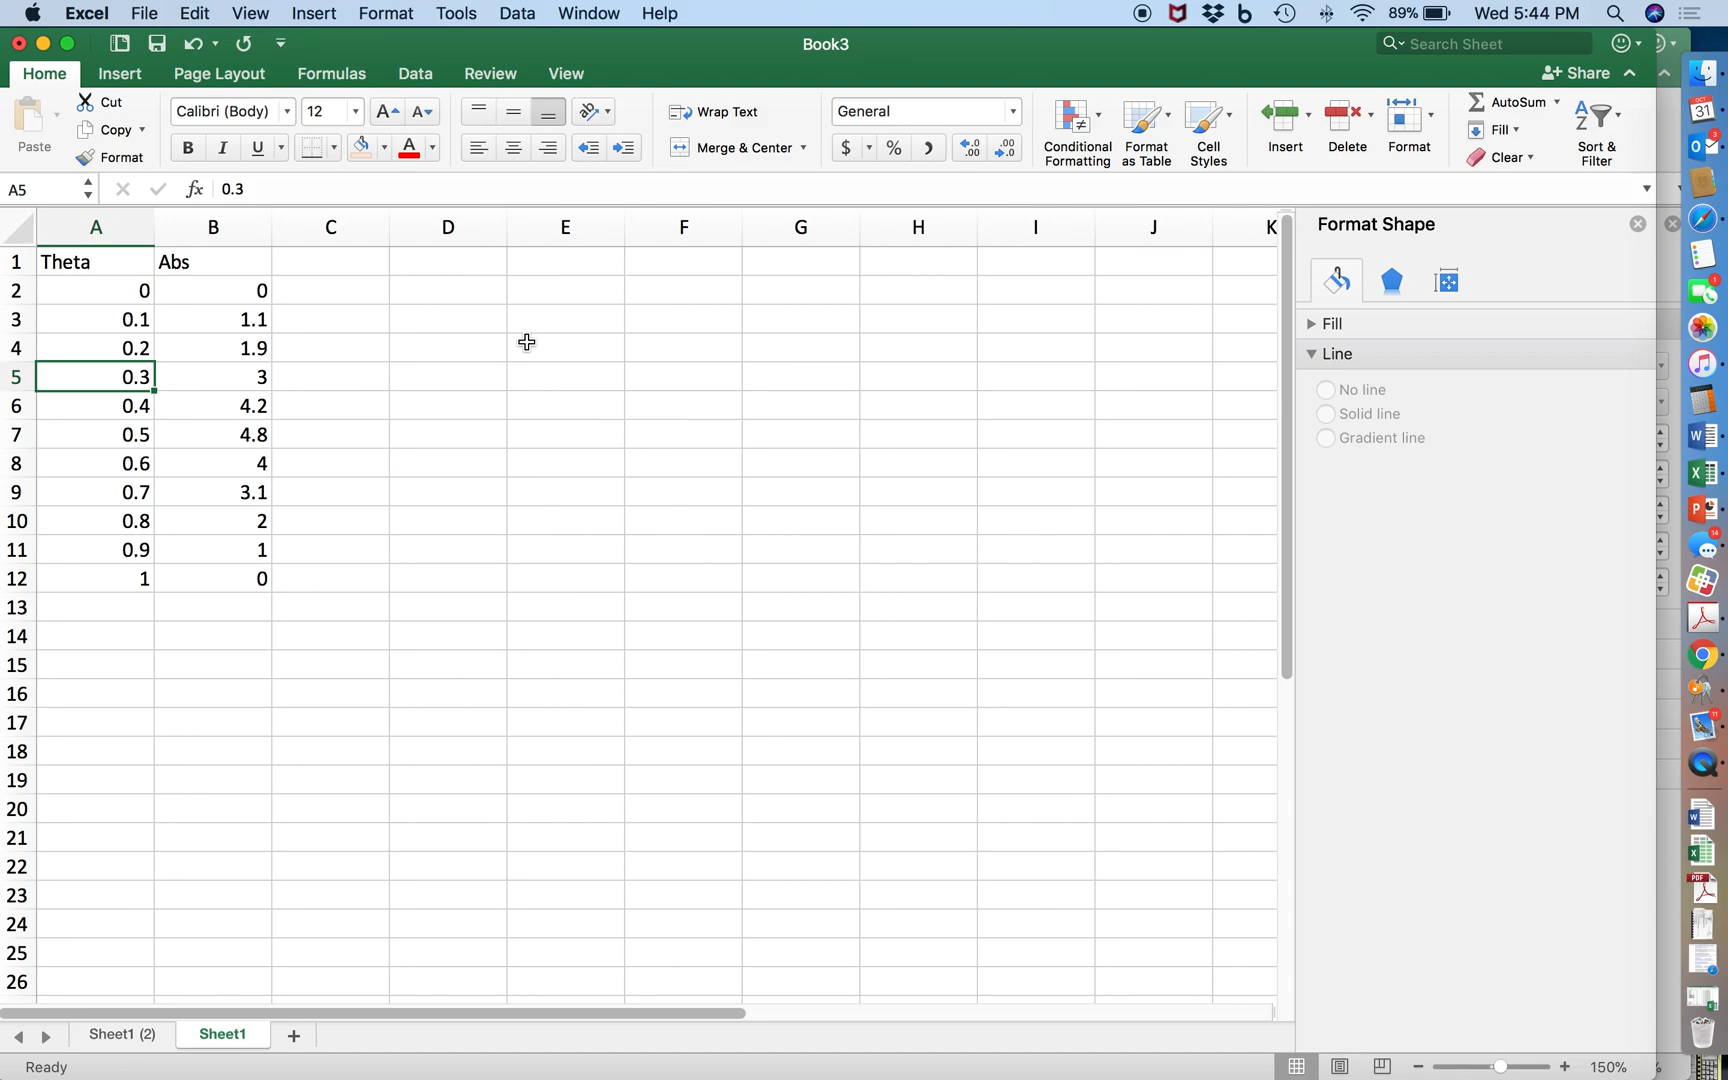 Excel File Edit View Insert Format Tools Data Window Help 89% Wed 5:44 PM
Book3 Search Sheet
Home Insert Page Layout Formulas Data Review View Share
Paste Cut Copy Format
Calibri (Body) 12 A A
B I U A
Wrap Text
Merge & Center
General
$ % .00 .00
Conditional Formatting
Format as Table
Cell Styles
Insert Delete Format
AutoSum
Fill
Clear
Sort & Filter
A5 fx 0.3
A B C D E F G H I J K
1 Theta Abs
2 0 0
3 0.1 1.1
4 0.2 1.9
5 0.3 3
6 0.4 4.2
7 0.5 4.8
8 0.6 4
9 0.7 3.1
10 0.8 2
11 0.9 1
12 1 0
13
14
15
16
17
18
19
20
21
22
23
24
25
26
Format Shape
Fill
Line
No line
Solid line
Gradient line
Sheet1 (2) Sheet1 +
Ready 150%